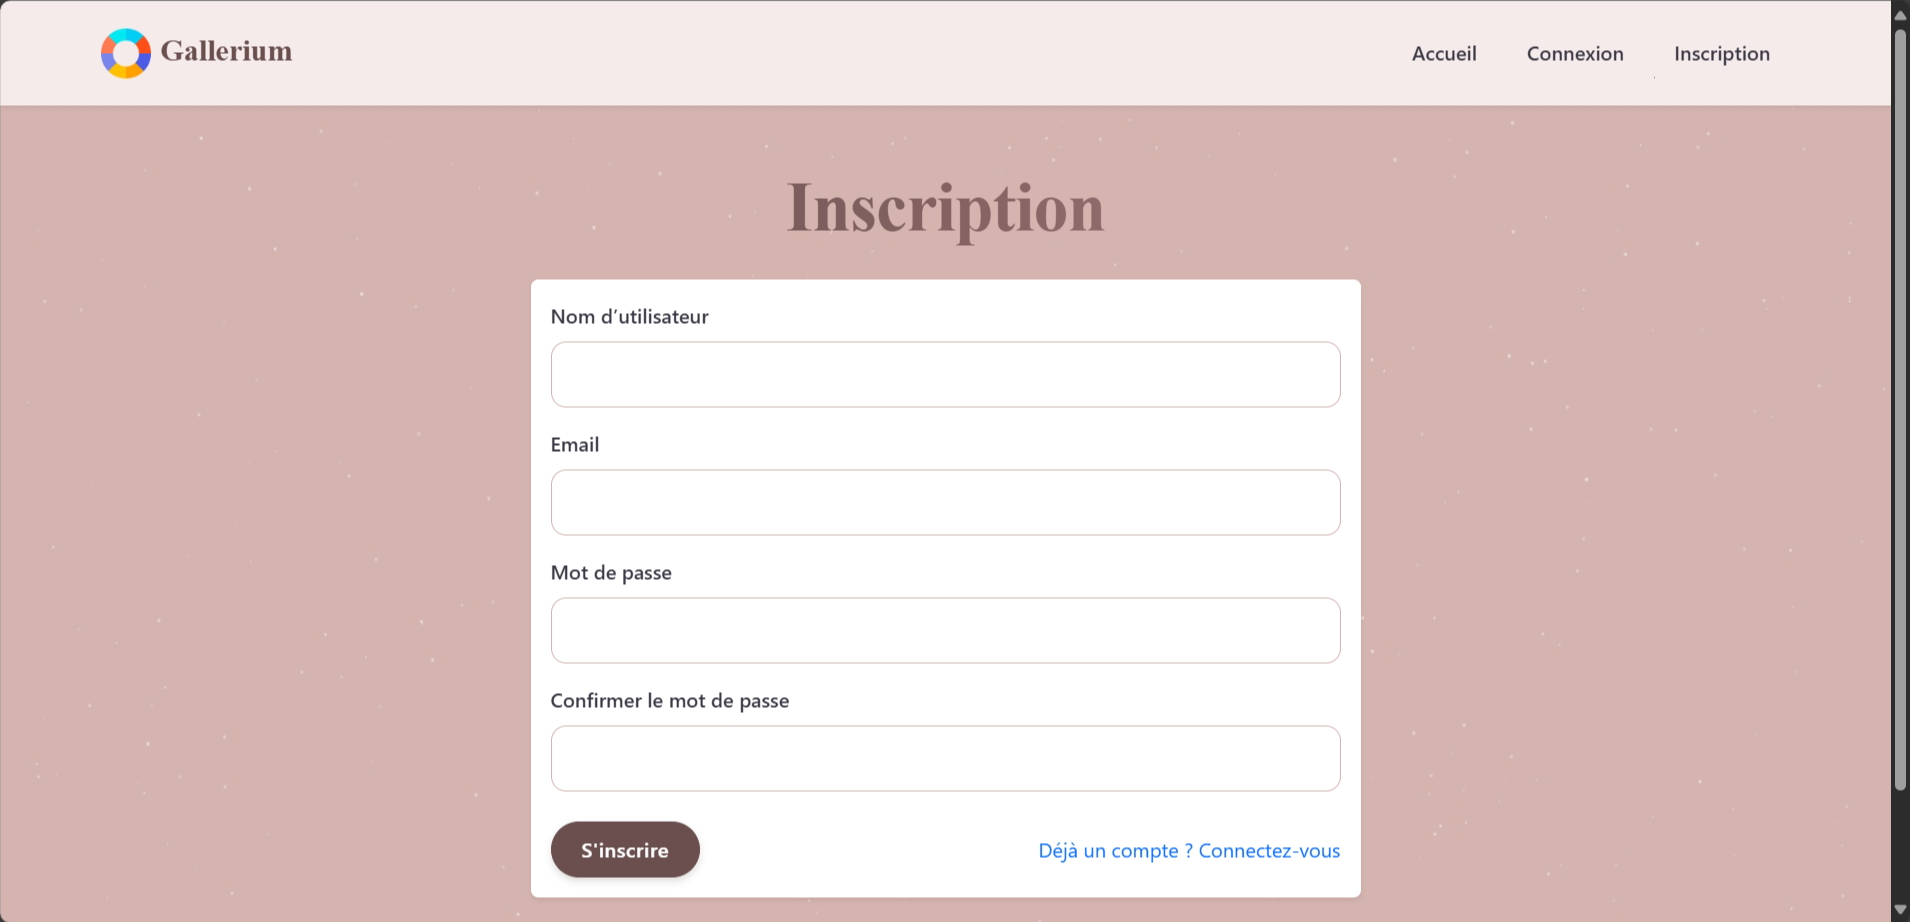 Gallerium
Accueil Connexion Inscription
Inscription
Nom d’utilisateur
Email
Mot de passe
Confirmer le mot de passe
S'inscrire
Déjà un compte ? Connectez-vous